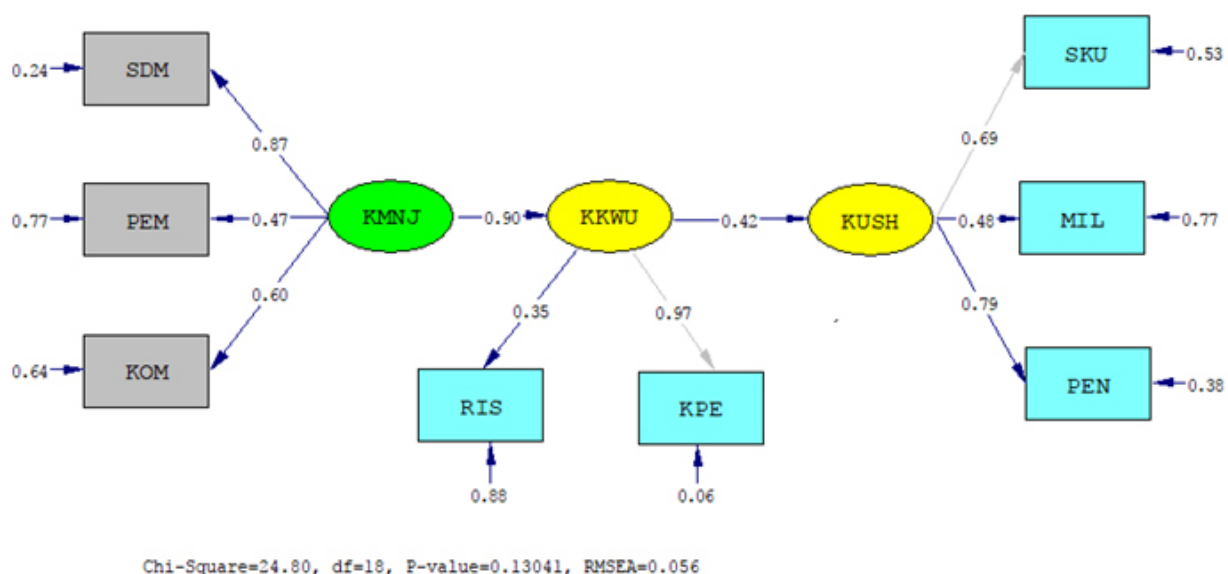 SKU
0.53
0.24
SDM
0.69
0.87
PEM
0.77
0.47
KMNJ
0.90
KKWU
0.42
KUSH
0.48
MIL
0.77
0.60
0.35
0.97
0.79
0.64
KOM
RIS
KPE
PEN
0.38
0.88
0.06
Chi-Square=24.80, df=18, P-value=0.13041, RMSEA=0.056